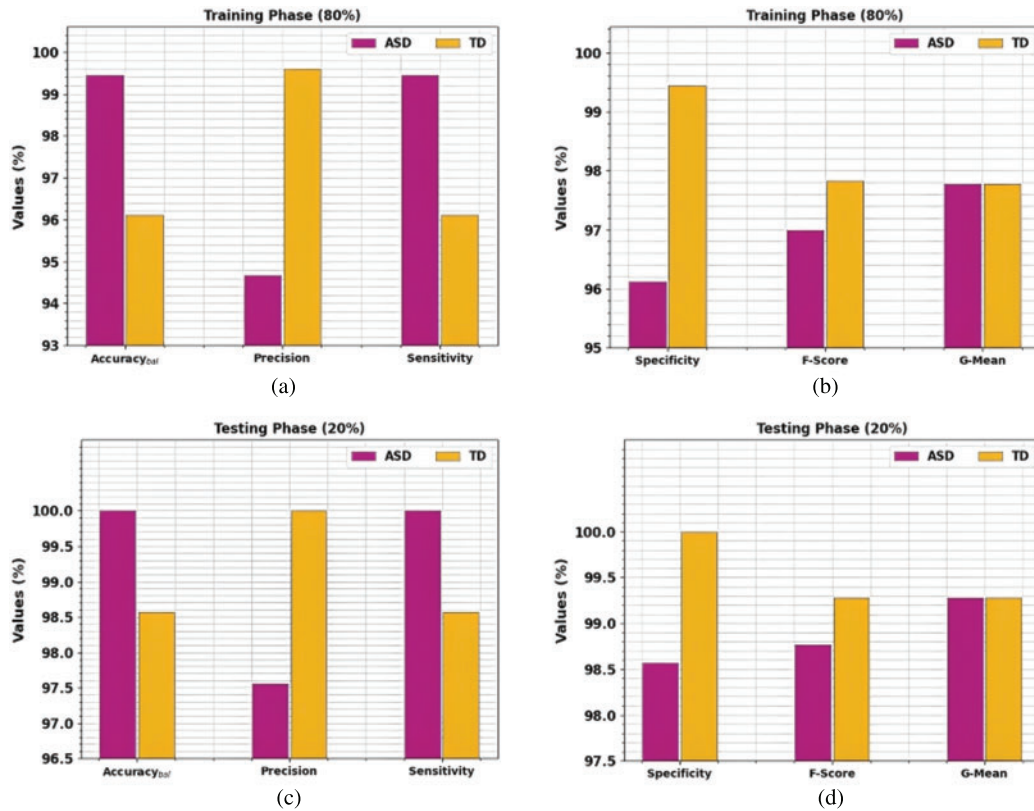 Training Phase (80%)
ASD
TD
Values (%)
100
99
98
97
96
95
94
93
Accuracybal
Precision
Sensitivity
(a)
Training Phase (80%)
ASD
TD
Values (%)
100
99
98
97
96
95
Specificity
F-Score
G-Mean
(b)
Testing Phase (20%)
ASD
TD
Values (%)
100.0
99.5
99.0
98.5
98.0
97.5
97.0
96.5
Accuracybal
Precision
Sensitivity
(c)
Testing Phase (20%)
ASD
TD
Values (%)
100.0
99.5
99.0
98.5
98.0
97.5
Specificity
F-Score
G-Mean
(d)